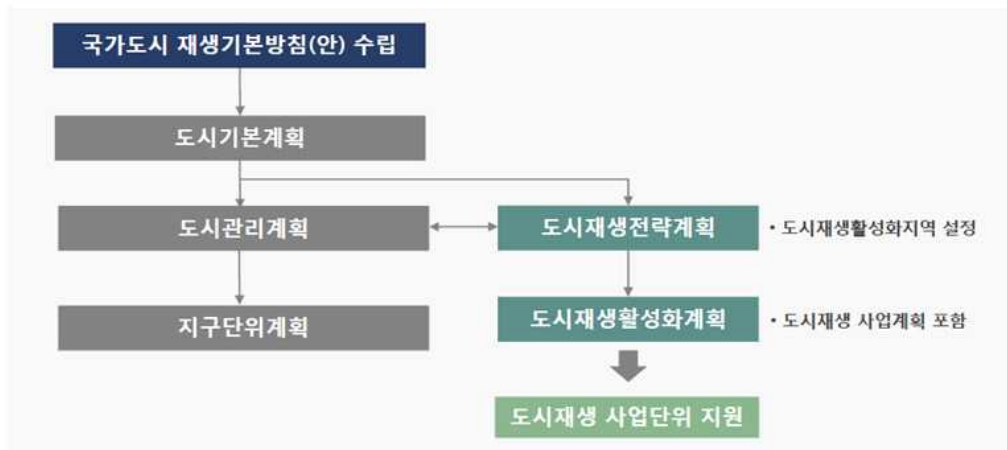 국가도시 재생기본방침(안) 수립
도시기본계획
도시관리계획
도시재생전략계획
• 도시재생활성화지역 설정
지구단위계획
도시재생활성화계획
• 도시재생 사업계획 포함
도시재생 사업단위 지원